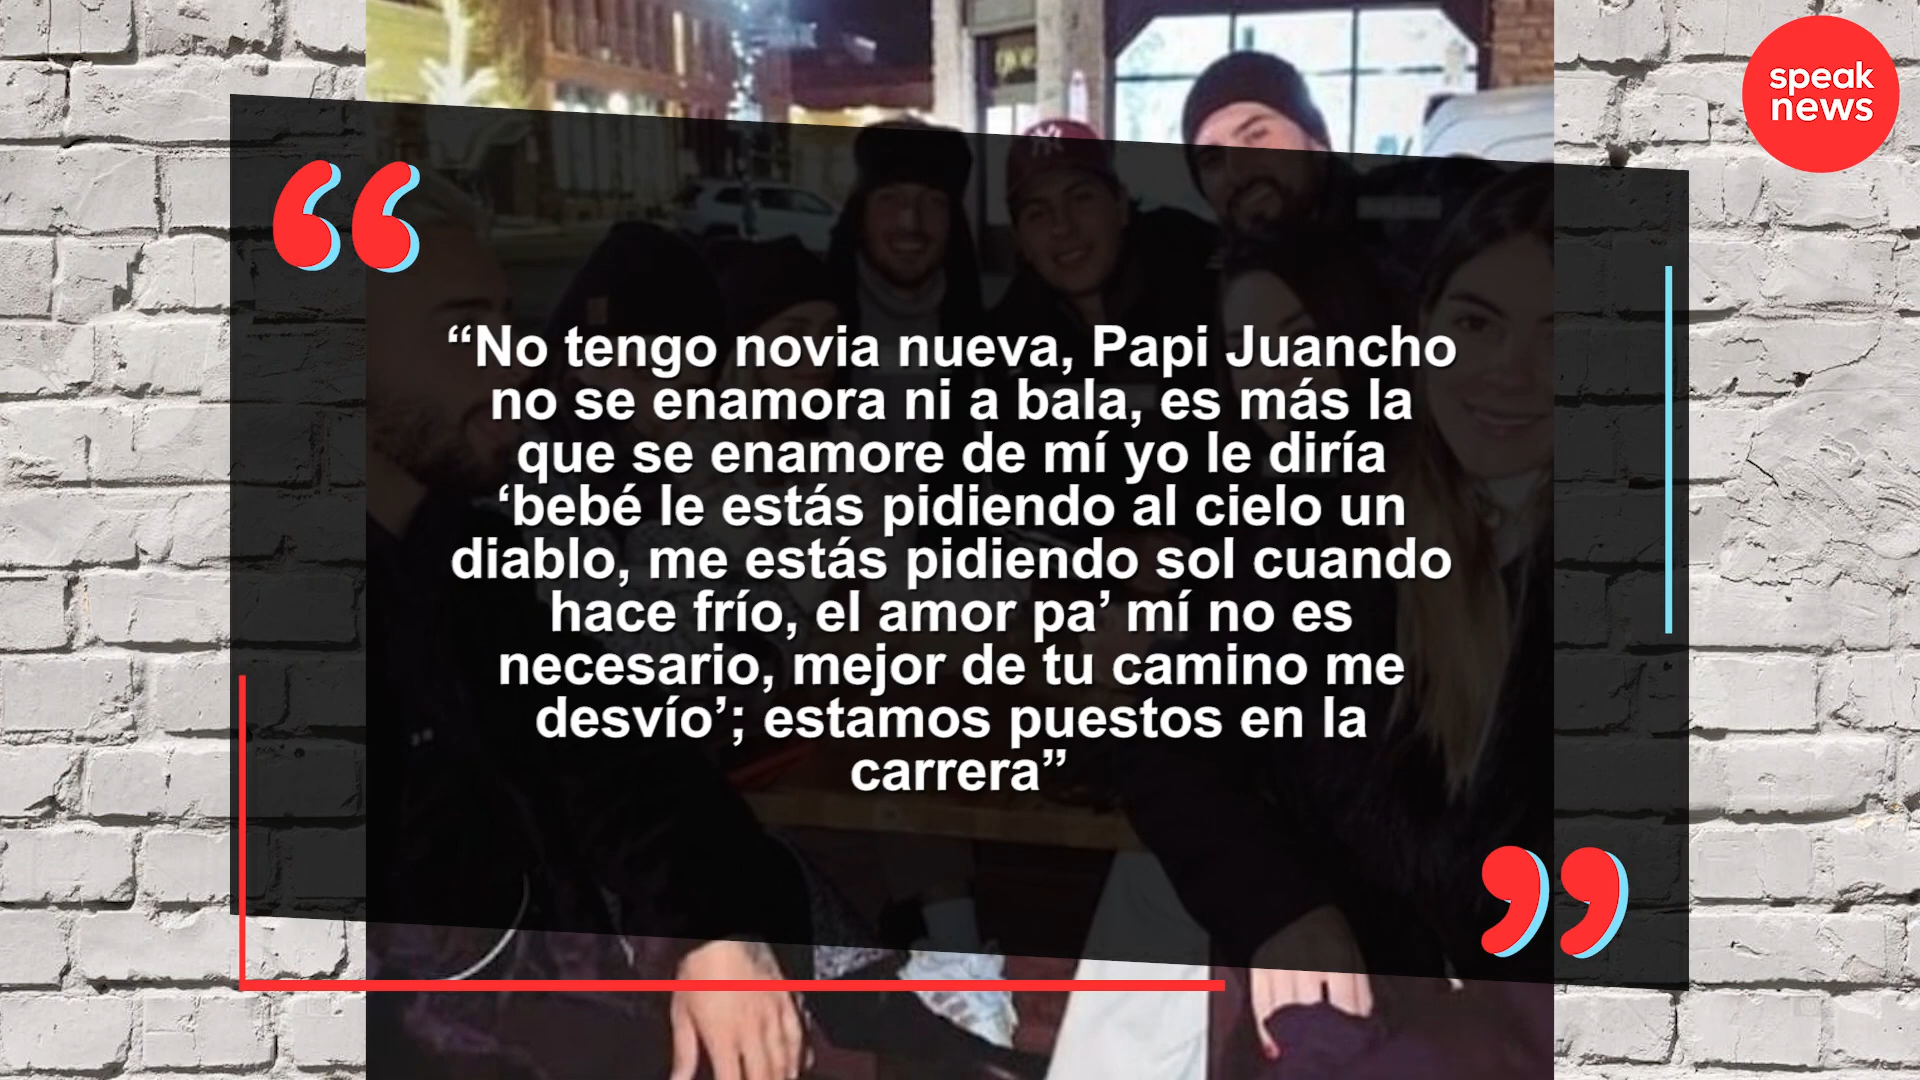 speak
news
“No tengo novia nueva, Papi Juancho
no se enamora ni a bala, es más la
que se enamore de mí yo le diría
‘bebé le estás pidiendo al cielo un
diablo, me estás pidiendo sol cuando
hace frío, el amor pa’ mí no es
necesario, mejor de tu camino me
desvío’; estamos puestos en la
carrera”